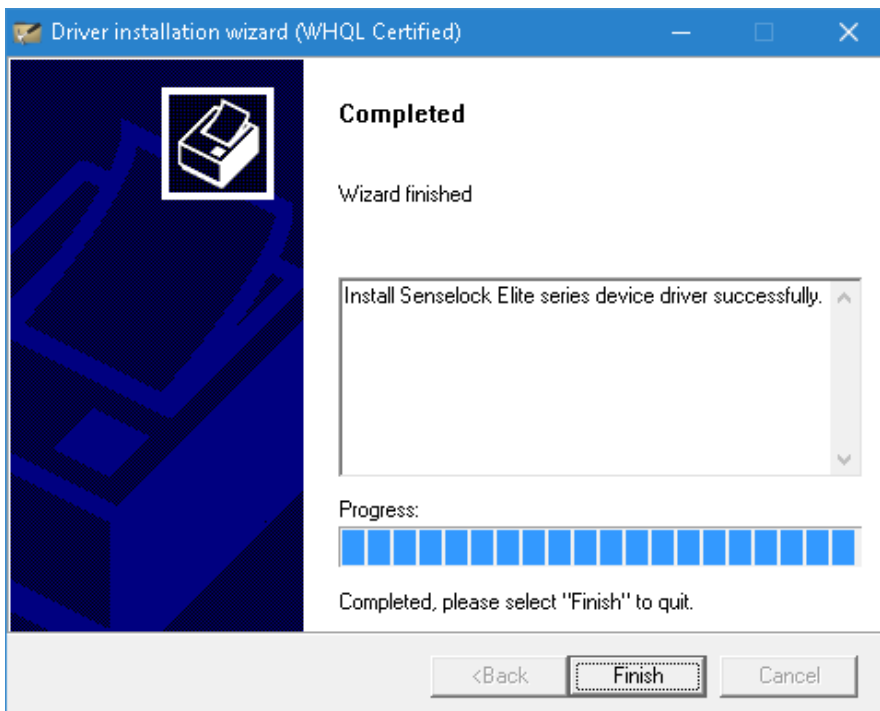 Driver installation wizard (WHQL Certified)
Completed
Wizard finished
Install Senselock Elite series device driver successfully.
Progress:
Completed, please select "Finish" to quit.
<Back Finish Cancel